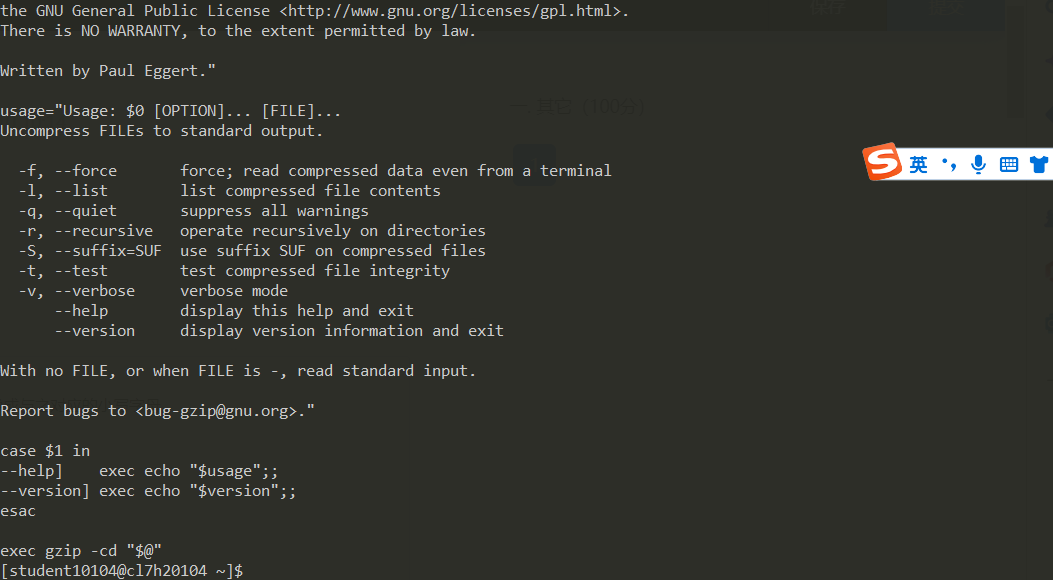 the GNU General Public License <http://www.gnu.org/licenses/gpl.html>.
There is NO WARRANTY, to the extent permitted by law.
Written by Paul Eggert."
usage="Usage: $0 [OPTION]... [FILE]...
Uncompress FILEs to standard output.
-f, --force force; read compressed data even from a terminal
-l, --list list compressed file contents
-q, --quiet suppress all warnings
-r, --recursive operate recursively on directories
-S, --suffix=SUF use suffix SUF on compressed files
-t, --test test compressed file integrity
-v, --verbose verbose mode
--help display this help and exit
--version display version information and exit
With no FILE, or when FILE is -, read standard input.
Report bugs to <bug-gzip@gnu.org>."
case $1 in
--help] exec echo "$usage";;
--version] exec echo "$version";;
esac
exec gzip -cd "$@"
[student10104@cl7h20104 ~]$
S 英